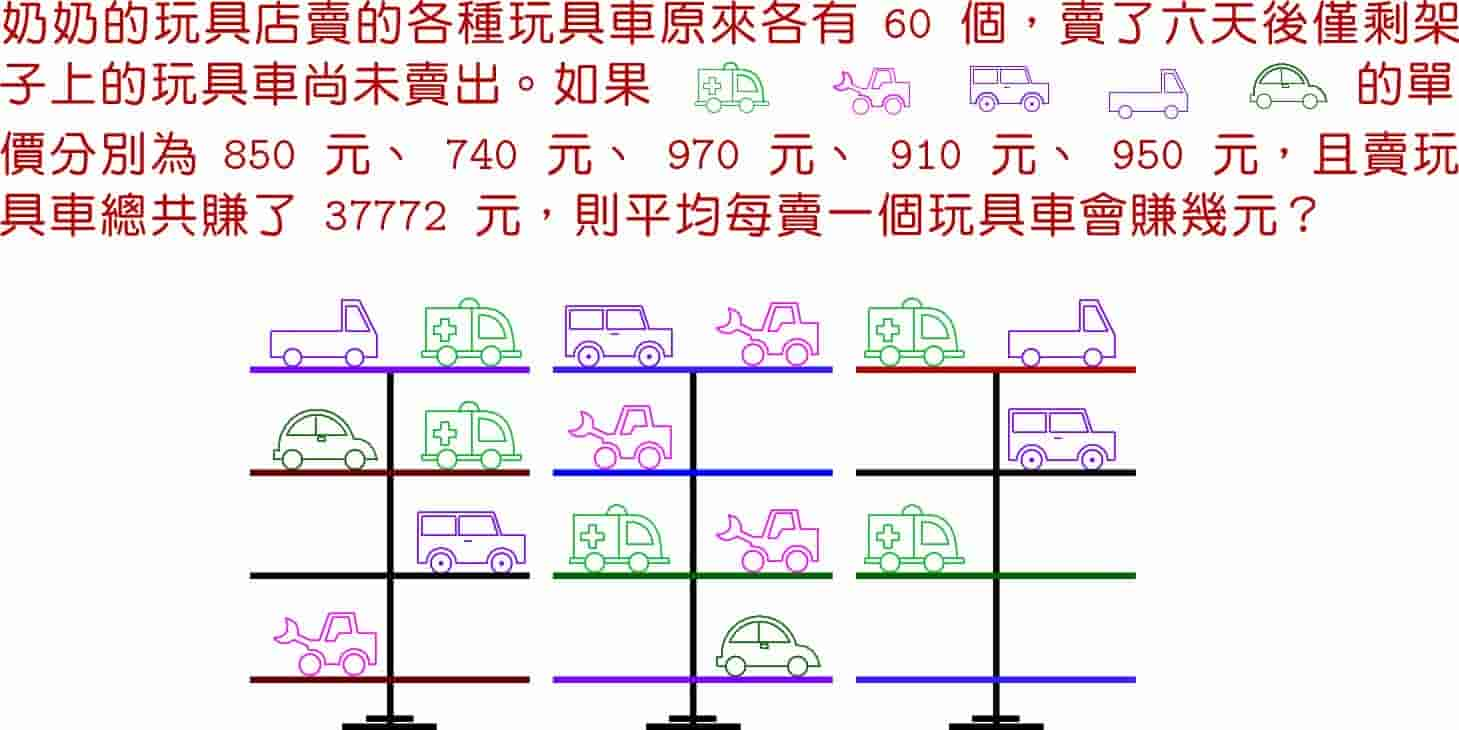 奶奶的玩具店賣的各種玩具車原來各有 60 個，賣了六天後僅剩架
子上的玩具車尚未賣出。如果 的單
價分別為 850 元、 740 元、 970 元、 910 元、 950 元，且賣玩
具車總共賺了 37772 元，則平均每賣一個玩具車會賺幾元？